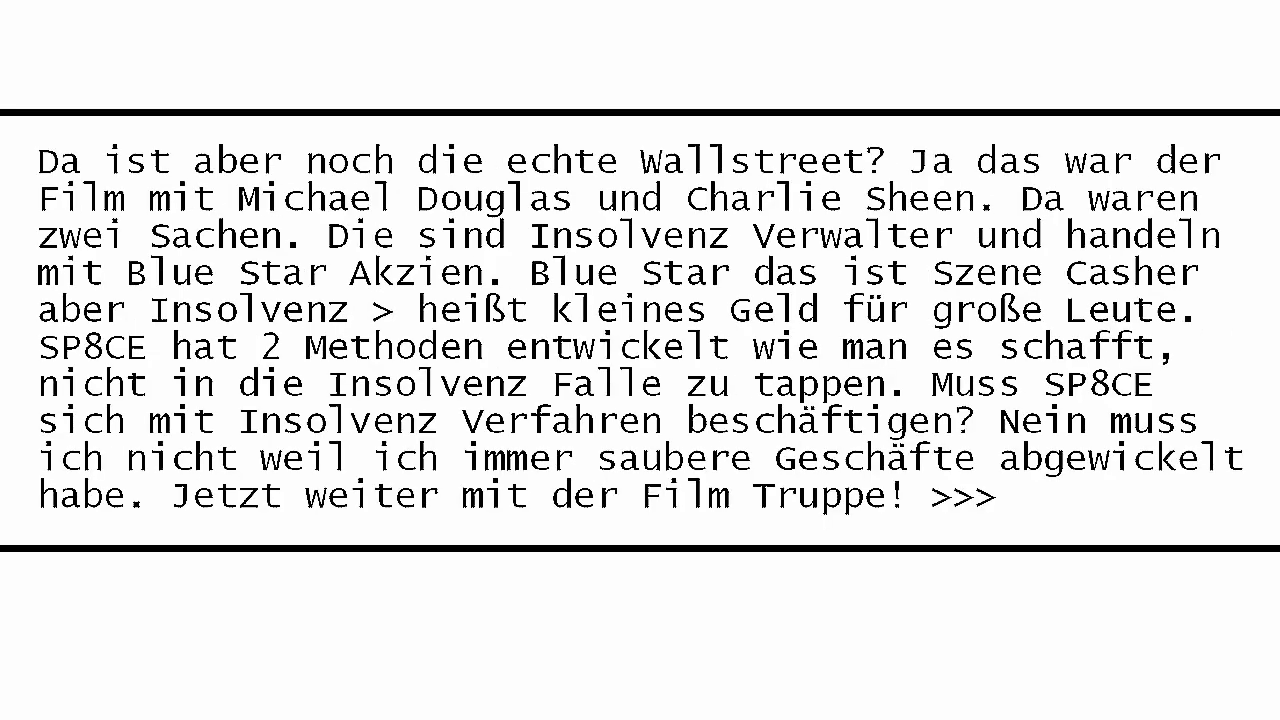 Da ist aber noch die echte Wallstreet? Ja das war der
Film mit Michael Douglas und Charlie Sheen. Da waren
zwei Sachen. Die sind Insolvenz Verwalter und handeln
mit Blue Star Akzien. Blue Star das ist Szene Casher
aber Insolvenz > heißt kleines Geld für große Leute.
SP8CE hat 2 Methoden entwickelt wie man es schafft,
nicht in die Insolvenz Falle zu tappen. Muss SP8CE
sich mit Insolvenz Verfahren beschäftigen? Nein muss
ich nicht weil ich immer saubere Geschäfte abgewickelt
habe. Jetzt weiter mit der Film Truppe! >>>